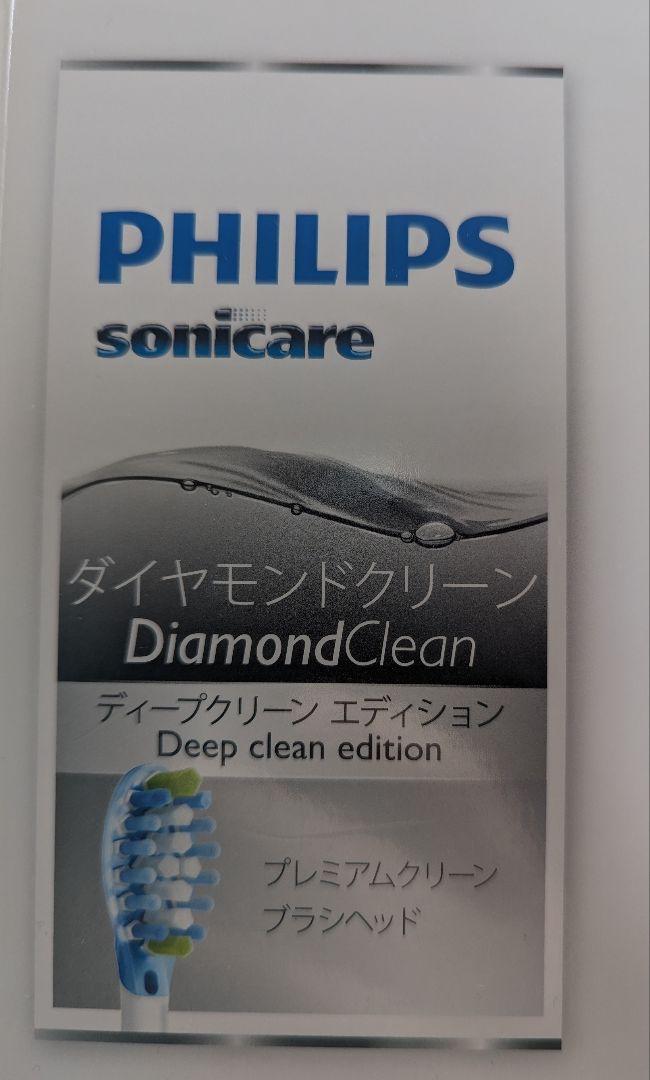 PHILIPS
sonicare
ダイヤモンドクリーン
DiamondClean
ディープクリーン エディション
Deep clean edition
プレミアムクリーン
ブラシヘッド